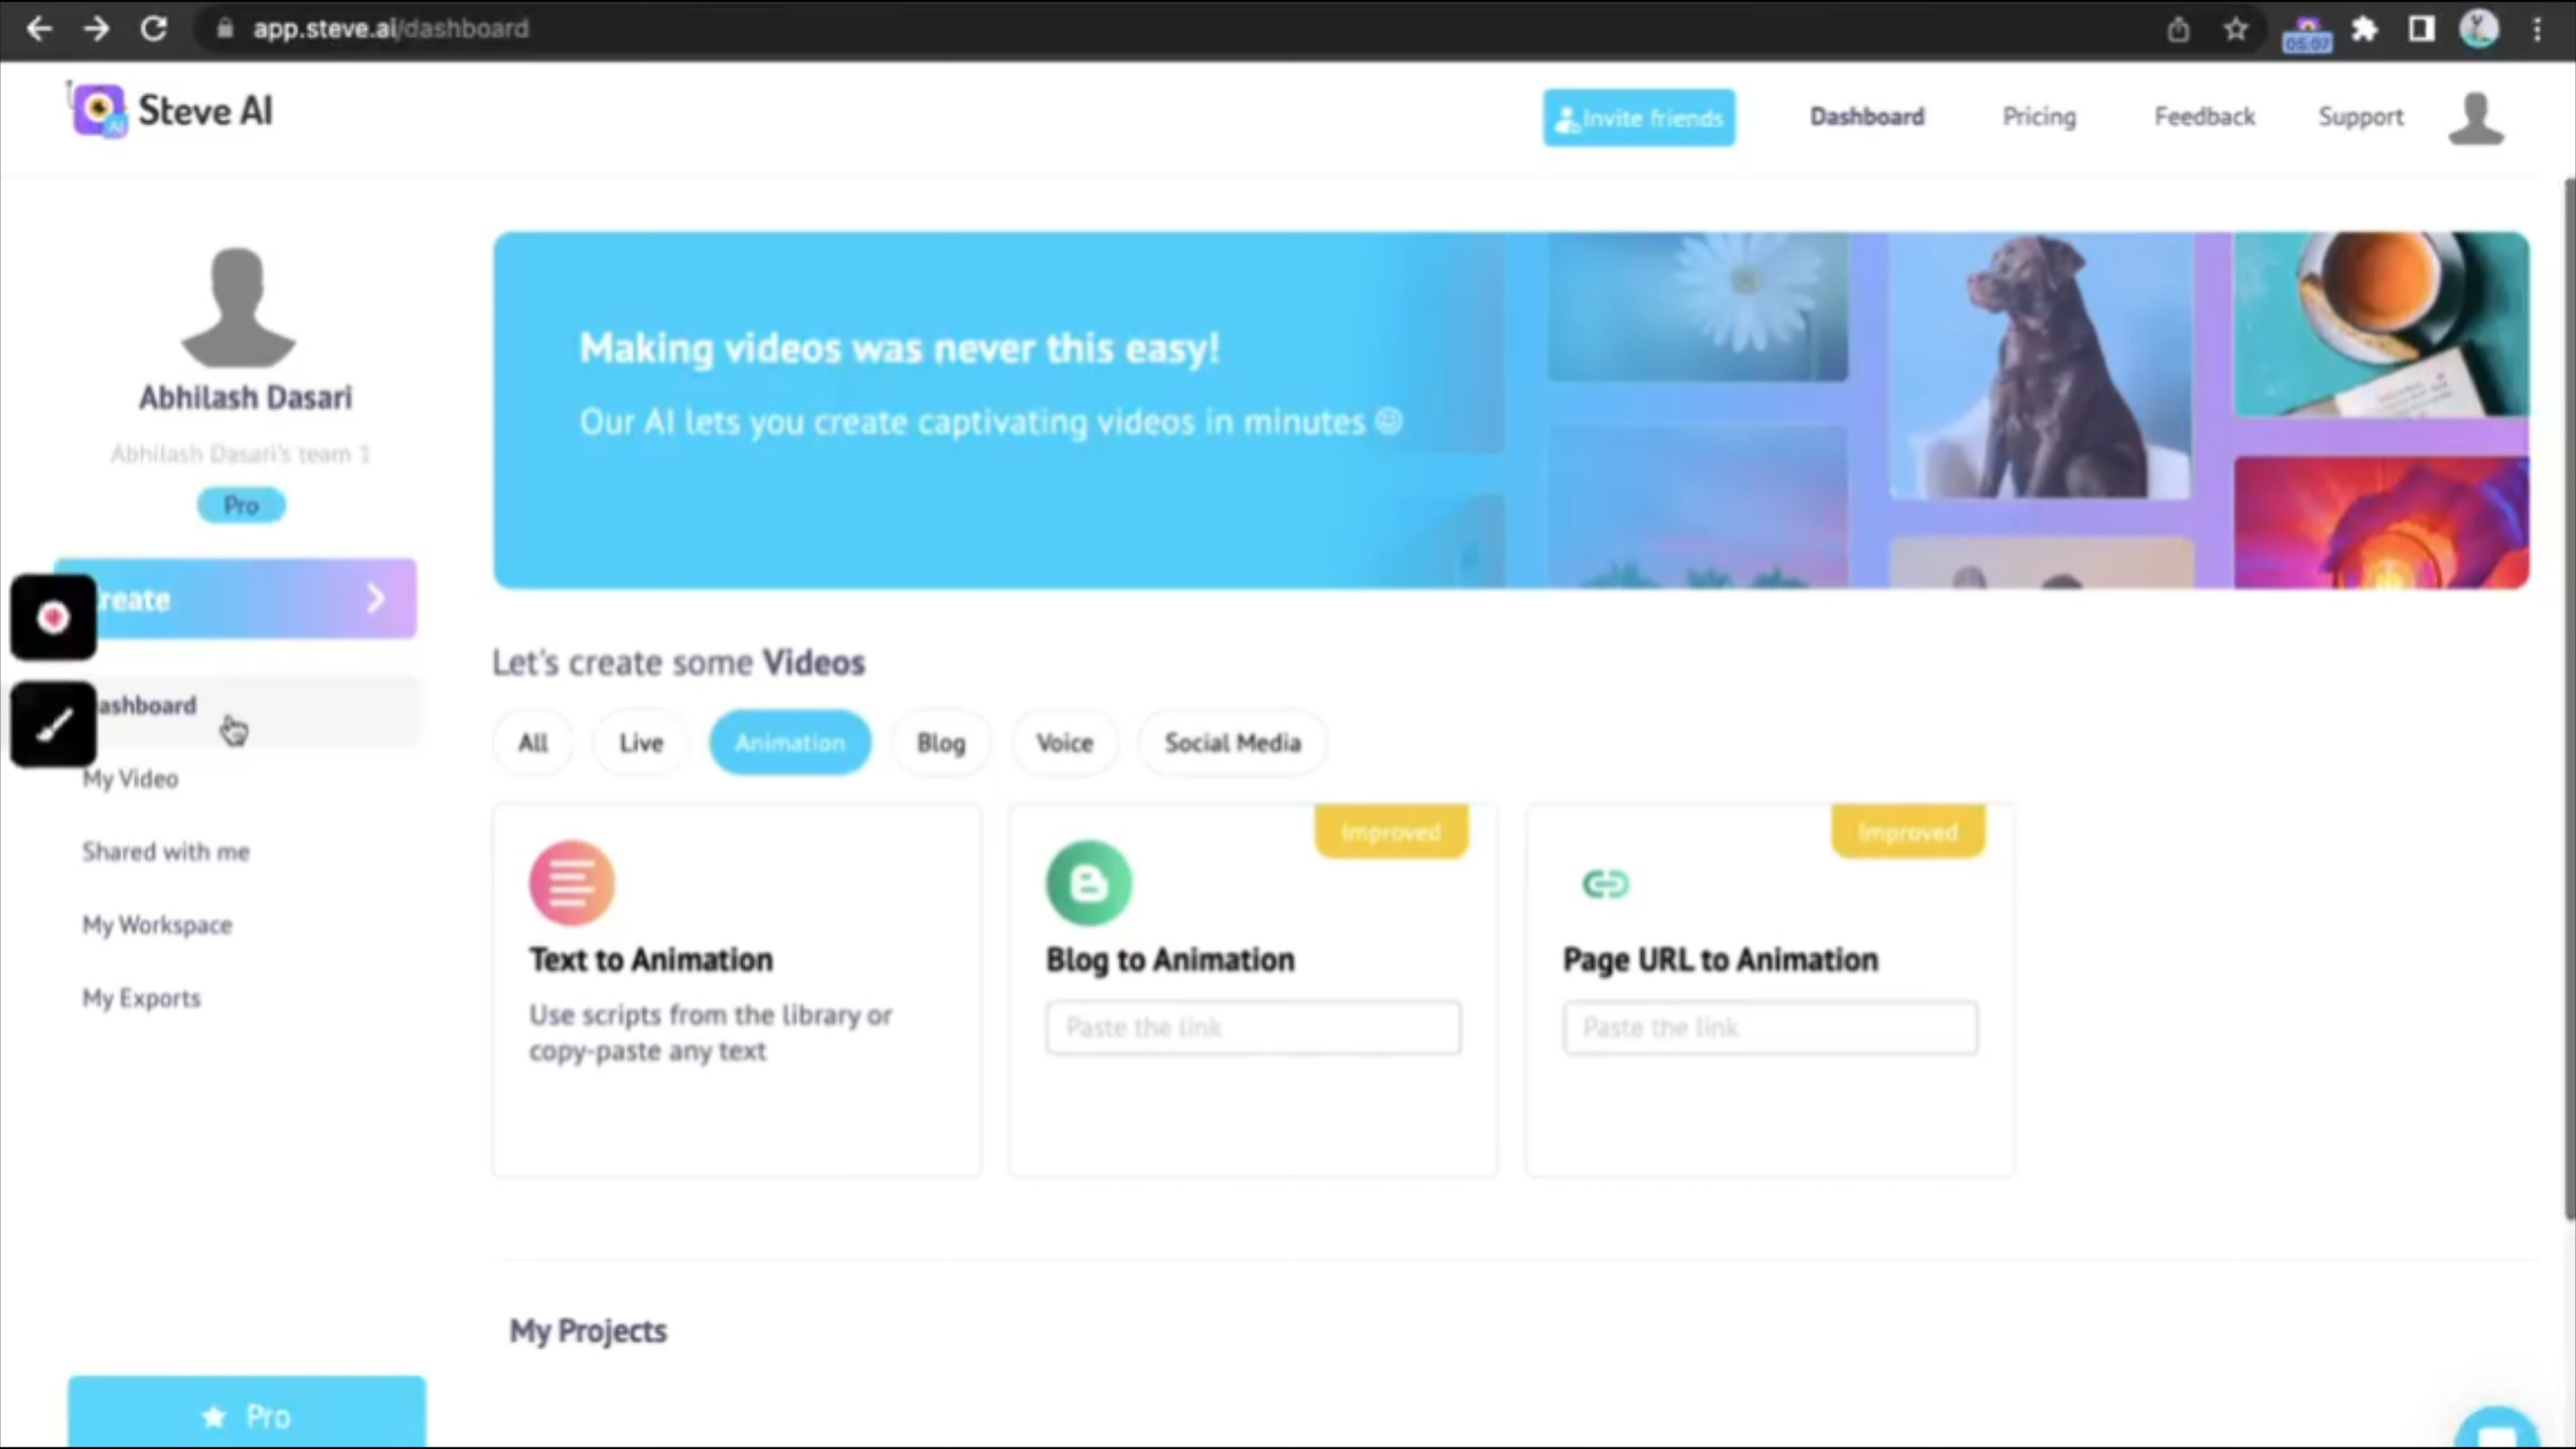 app.steve.ai/dashboard
05:07
Steve AI
Invite friends
Dashboard
Pricing
Feedback
Support
Abhilash Dasari
Abhilash Dasari's team 1
Pro
reate
ashboard
My Video
Shared with me
My Workspace
My Exports
Pro
Making videos was never this easy!
Our AI lets you create captivating videos in minutes ☺
Let's create some Videos
All
Live
Animation
Blog
Voice
Social Media
Text to Animation
Use scripts from the library or
copy-paste any text
Improved
Blog to Animation
Paste the link
Improved
Page URL to Animation
Paste the link
My Projects